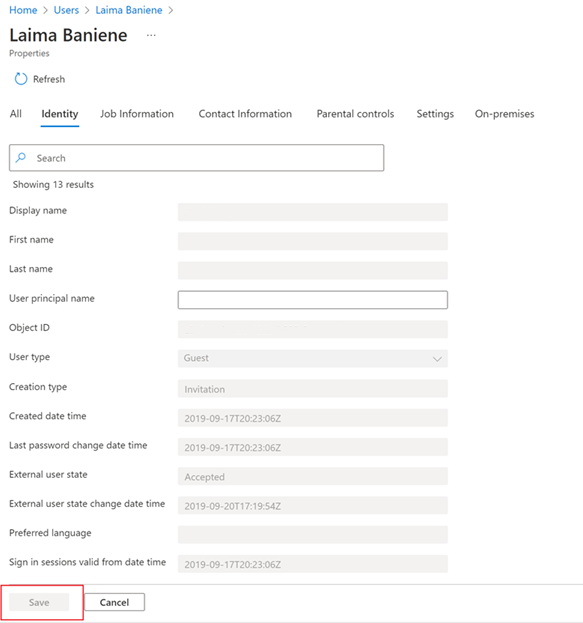 Home > Users > Laima Baniene >
Laima Baniene ...
Properties
Refresh
All Identity Job Information Contact Information Parental controls Settings On-premises
Search
Showing 13 results
Display name
First name
Last name
User principal name
Object ID
User type Guest
Creation type Invitation
Created date time 2019-09-17T20:23:06Z
Last password change date time 2019-09-17T20:23:06Z
External user state Accepted
External user state change date time 2019-09-20T17:19:54Z
Preferred language
Sign in sessions valid from date time 2019-09-17T20:23:06Z
Save Cancel